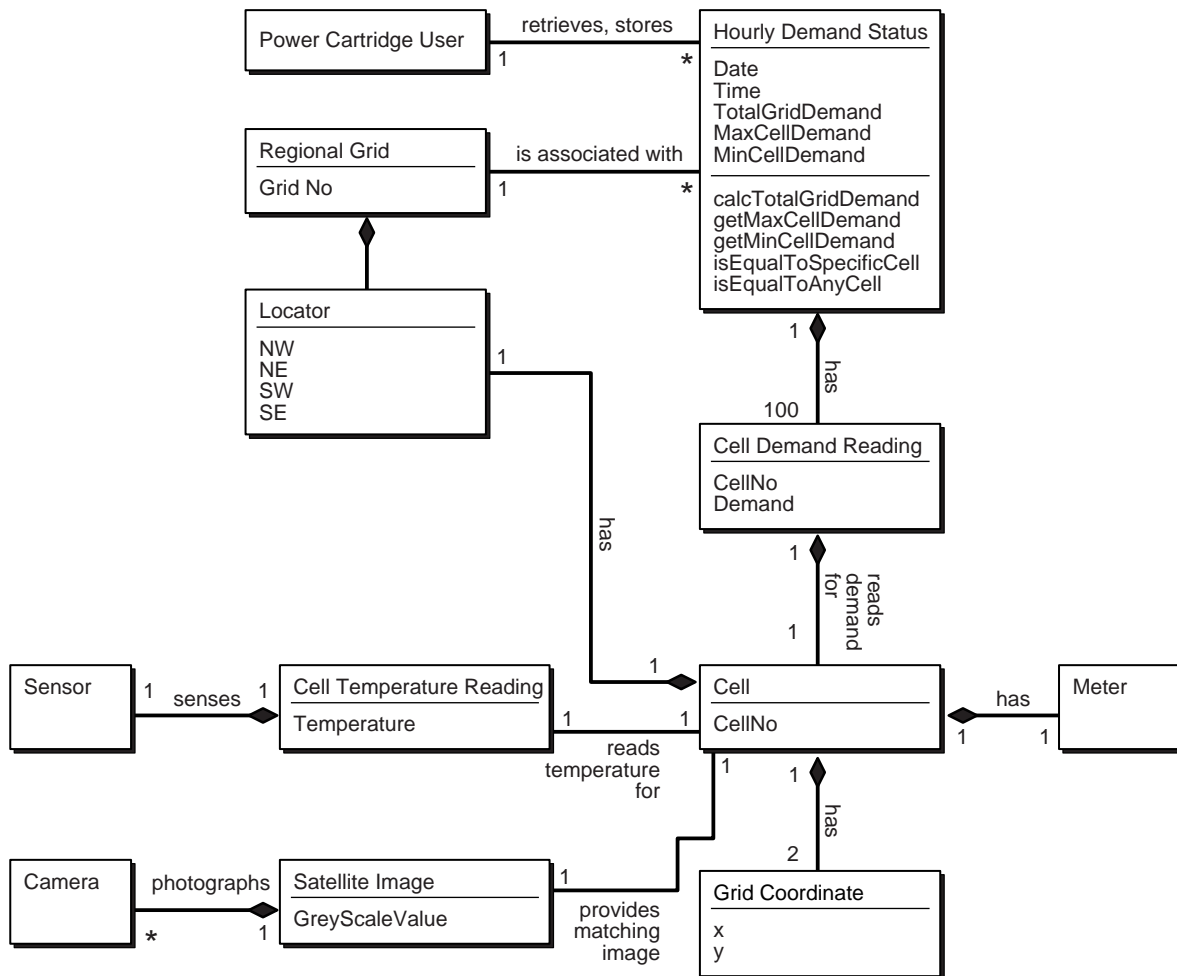 Power Cartridge User
retrieves, stores
1
*
Hourly Demand Status
Date
Time
TotalGridDemand
MaxCellDemand
MinCellDemand
calcTotalGridDemand
getMaxCellDemand
getMinCellDemand
isEqualToSpecificCell
isEqualToAnyCell
Regional Grid
Grid No
is associated with
1
*
Locator
NW
NE
SW
SE
1
has
1
1
has
100
Cell Demand Reading
CellNo
Demand
1
reads
demand
for
1
Sensor
1
senses
1
Cell Temperature Reading
Temperature
1
1
reads
temperature
for
Cell
CellNo
has
1
1
Meter
1
1
has
2
Camera
photographs
*
1
Satellite Image
GreyScaleValue
1
provides
matching
image
Grid Coordinate
x
y